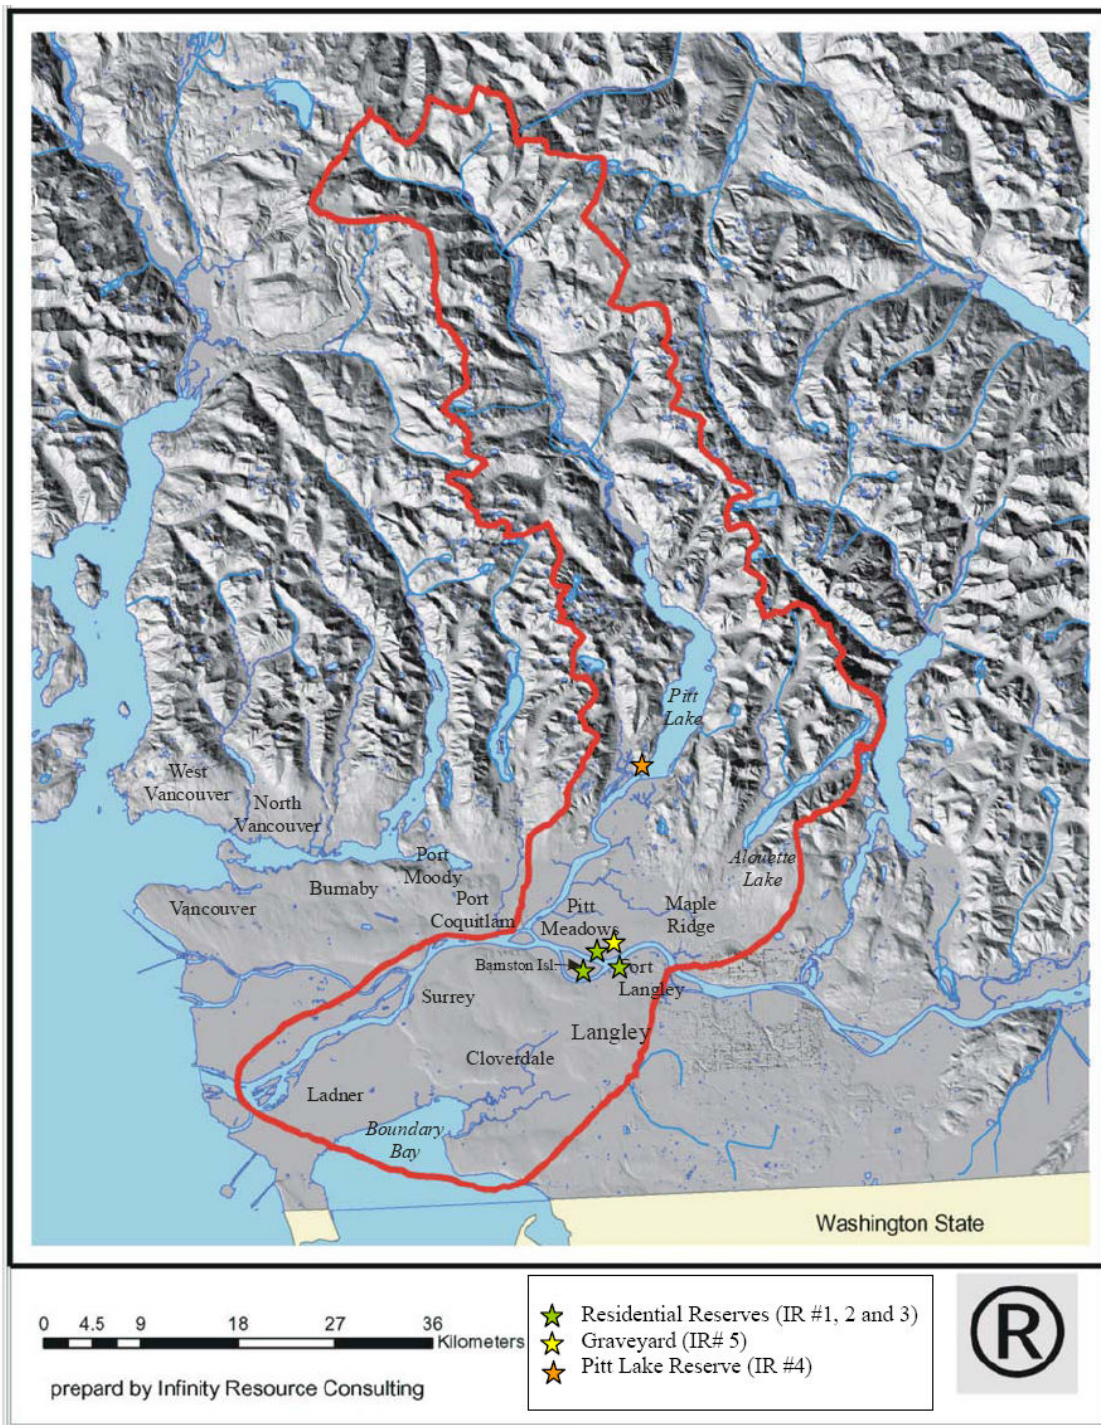 Pitt
Lake
West
Vancouver
North
Vancouver
Port
Moody
Alouette
Lake
Burnaby
Port
Coquitlam
Maple
Ridge
Vancouver
Pitt
Meadows
Barnston Isl.
Fort
Langley
Surrey
Langley
Cloverdale
Ladner
Boundary
Bay
Washington State
0 4.5 9 18 27 36
Kilometers
prepard by Infinity Resource Consulting
Residential Reserves (IR #1, 2 and 3)
Graveyard (IR# 5)
Pitt Lake Reserve (IR #4)
®